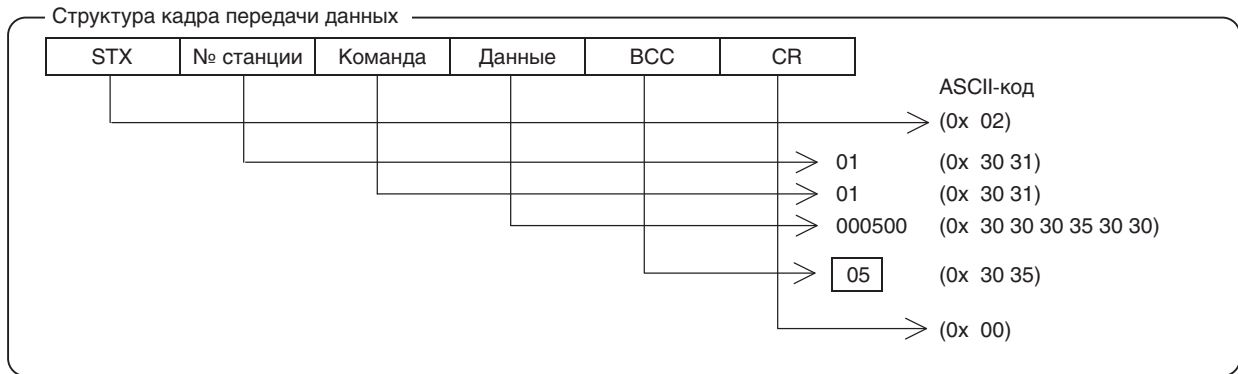 Структура кадра передачи данных
STX № станции Команда Данные BCC CR
ASCII-код
(0x 02)
01 (0x 30 31)
01 (0x 30 31)
000500 (0x 30 30 30 35 30 30)
05 (0x 30 35)
(0x 00)